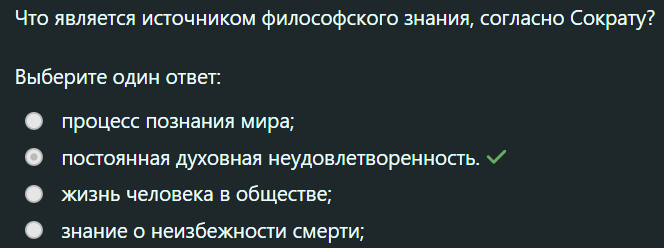 Что является источником философского знания, согласно Сократу?
Выберите один ответ:
процесс познания мира;
постоянная духовная неудовлетворенность.
жизнь человека в обществе;
знание о неизбежности смерти;